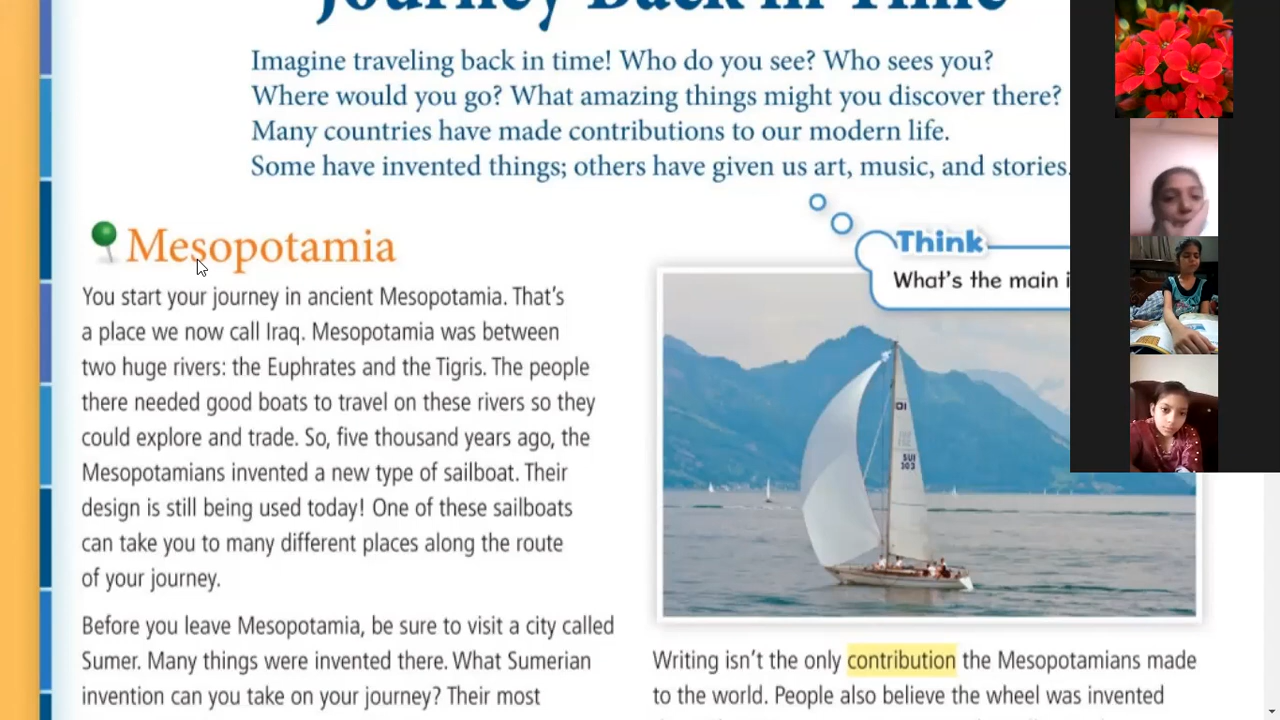 Journey Back in Time
Imagine traveling back in time! Who do you see? Who sees you?
Where would you go? What amazing things might you discover there?
Many countries have made contributions to our modern life.
Some have invented things; others have given us art, music, and stories.
Mesopotamia
You start your journey in ancient Mesopotamia. That's
a place we now call Iraq. Mesopotamia was between
two huge rivers: the Euphrates and the Tigris. The people
there needed good boats to travel on these rivers so they
could explore and trade. So, five thousand years ago, the
Mesopotamians invented a new type of sailboat. Their
design is still being used today! One of these sailboats
can take you to many different places along the route
of your journey.
Before you leave Mesopotamia, be sure to visit a city called
Sumer. Many things were invented there. What Sumerian
invention can you take on your journey? Their most
Think
What's the main
01
SUI
303
Writing isn't the only contribution the Mesopotamians made
to the world. People also believe the wheel was invented